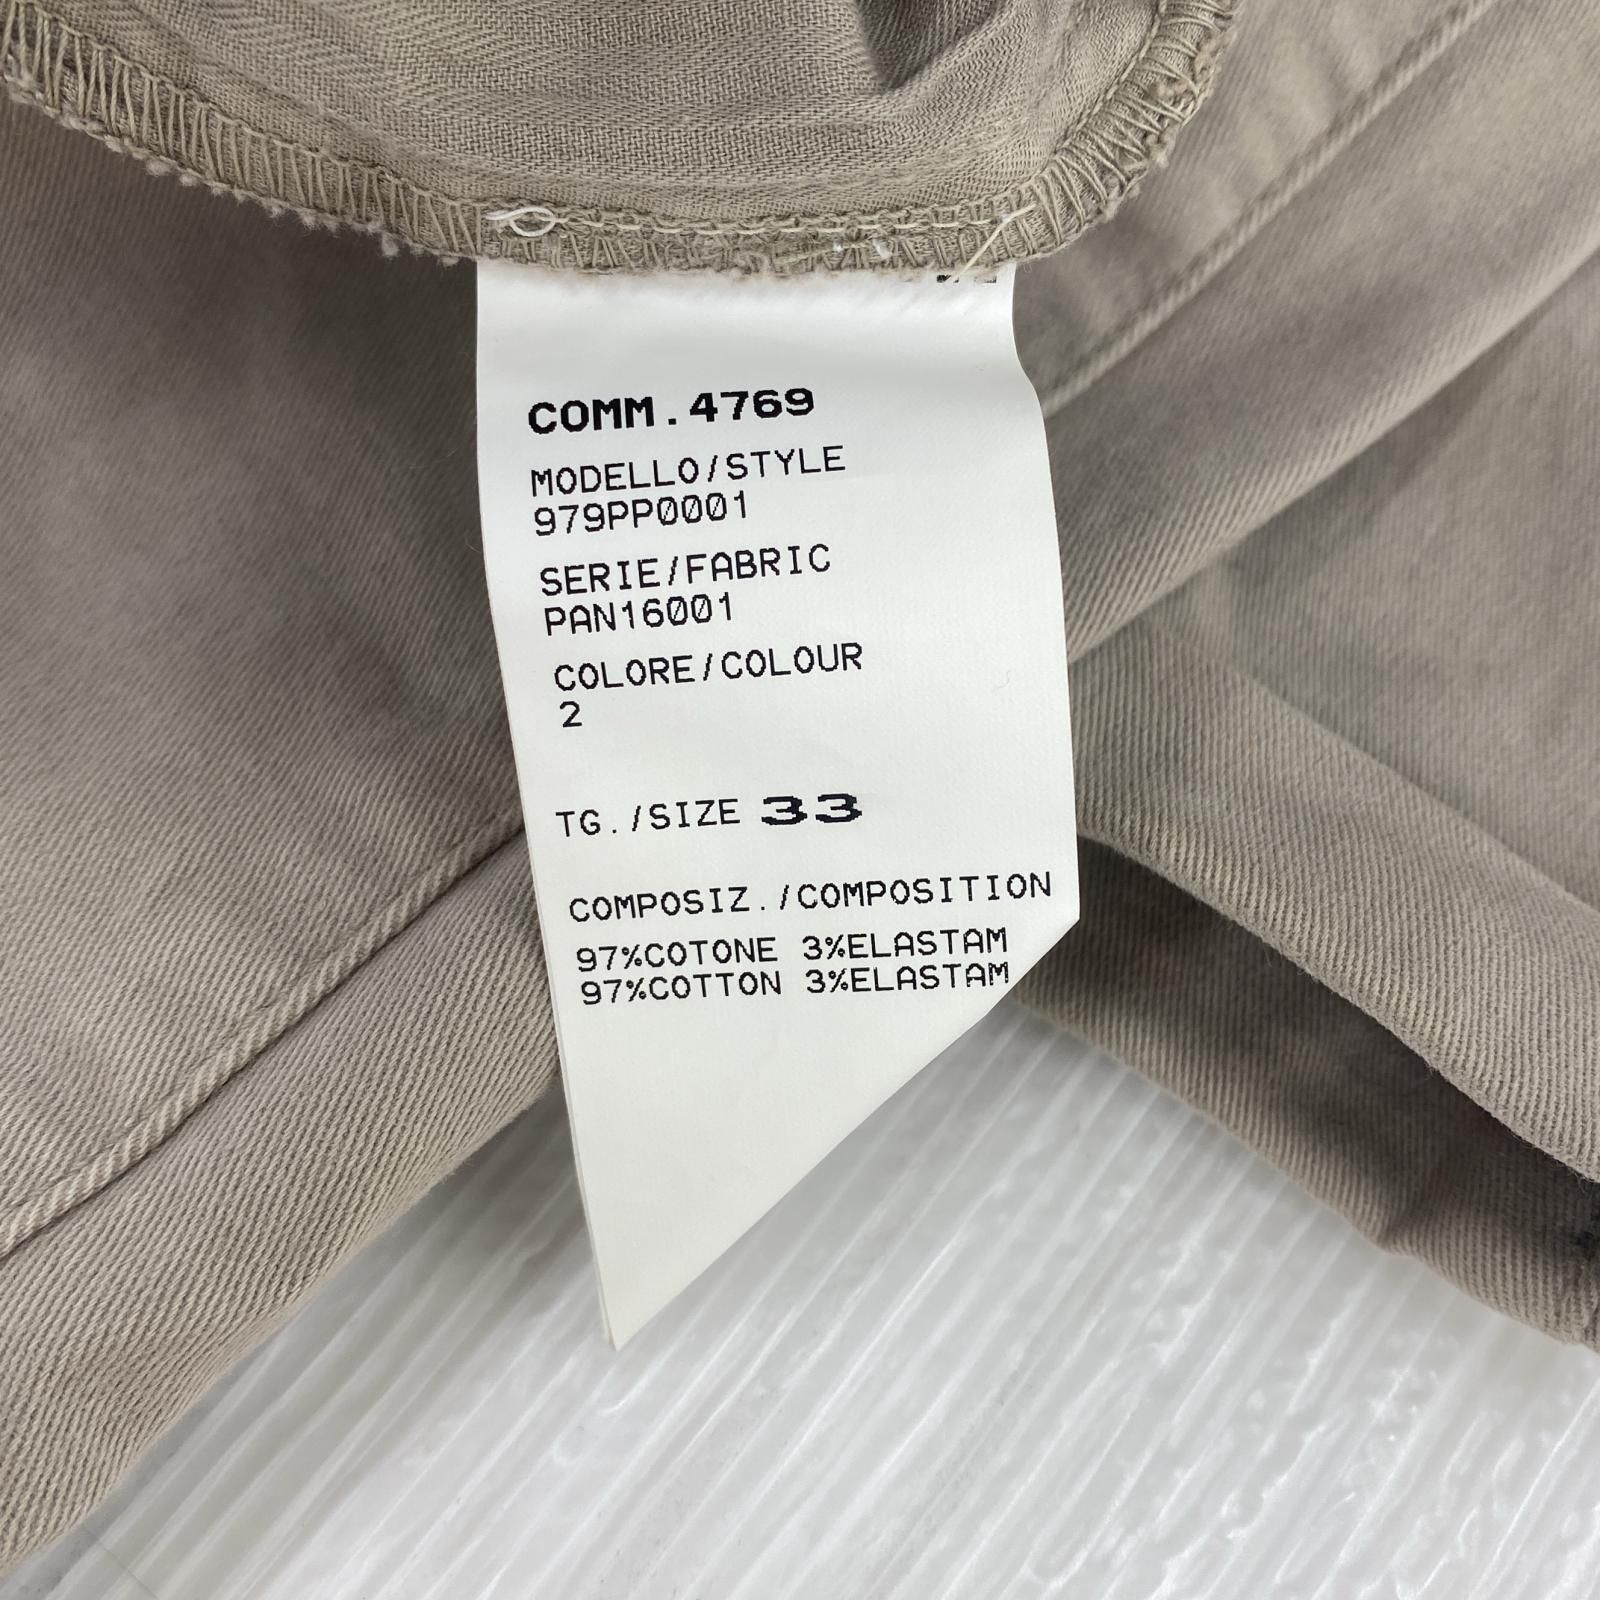 COMM.4769
MODELLO/STYLE
979PP0001
SERIE/FABRIC
PAN16001
COLORE/COLOUR
2
TG./SIZE 33
COMPOSIZ./COMPOSITION
97%COTONE 3%ELASTAM
97%COTTON 3%ELASTAM